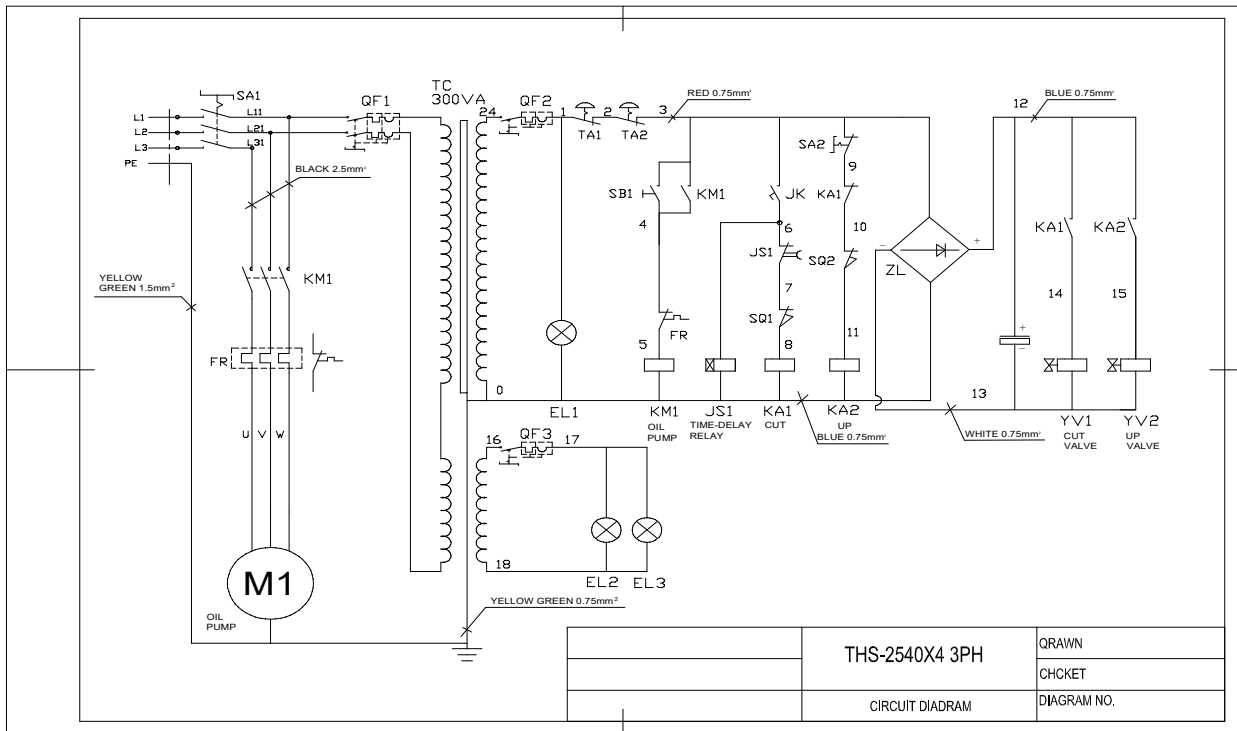 TC
300VA
SA1
QF1
24
QF2
1
2
3
RED 0.75mm²
12
BLUE 0.75mm²
L1
L11
L2
L21
L3
L31
PE
TA1
TA2
SA2
9
BLACK 2.5mm²
SB1
KM1
JK
KA1
4
6
10
KA1
KA2
JS1
SQ2
ZL
−
+
YELLOW
GREEN 1.5mm²
KM1
7
14
15
SQ1
FR
11
+
−
FR
5
8
0
13
EL1
KM1
JS1
KA1
KA2
YV1
YV2
OIL
PUMP
TIME-DELAY
RELAY
CUT
UP
BLUE 0.75mm²
WHITE 0.75mm²
CUT
VALVE
UP
VALVE
U
V
W
16
QF3
17
18
EL2
EL3
M1
OIL
PUMP
YELLOW GREEN 0.75mm²
THS-2540X4 3PH
QRAWN
CHCKET
CIRCUIT DIADRAM
DIAGRAM NO.